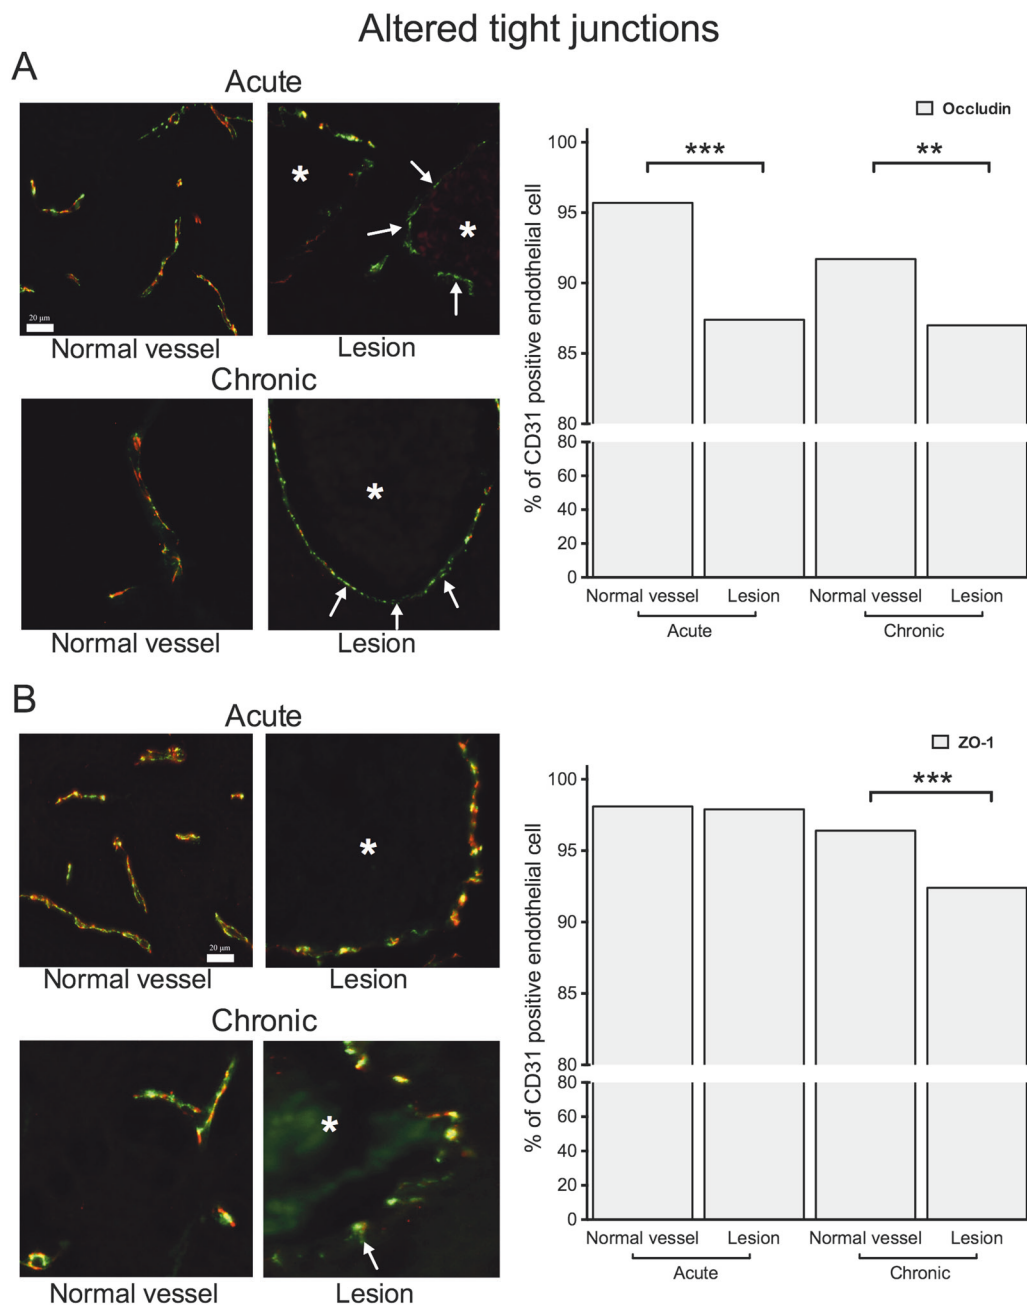 Altered tight junctions
A
Acute
20 μm
*
*
Normal vessel
Lesion
Chronic
*
Normal vessel
Lesion
Occludin
% of CD31 positive endothelial cell
100
95
90
85
80
80
60
40
20
0
***
**
Normal vessel Lesion Normal vessel Lesion
Acute Chronic
B
Acute
20 μm
*
Normal vessel
Lesion
Chronic
*
Normal vessel
Lesion
ZO-1
% of CD31 positive endothelial cell
100
95
90
85
80
80
60
40
20
0
***
Normal vessel Lesion Normal vessel Lesion
Acute Chronic